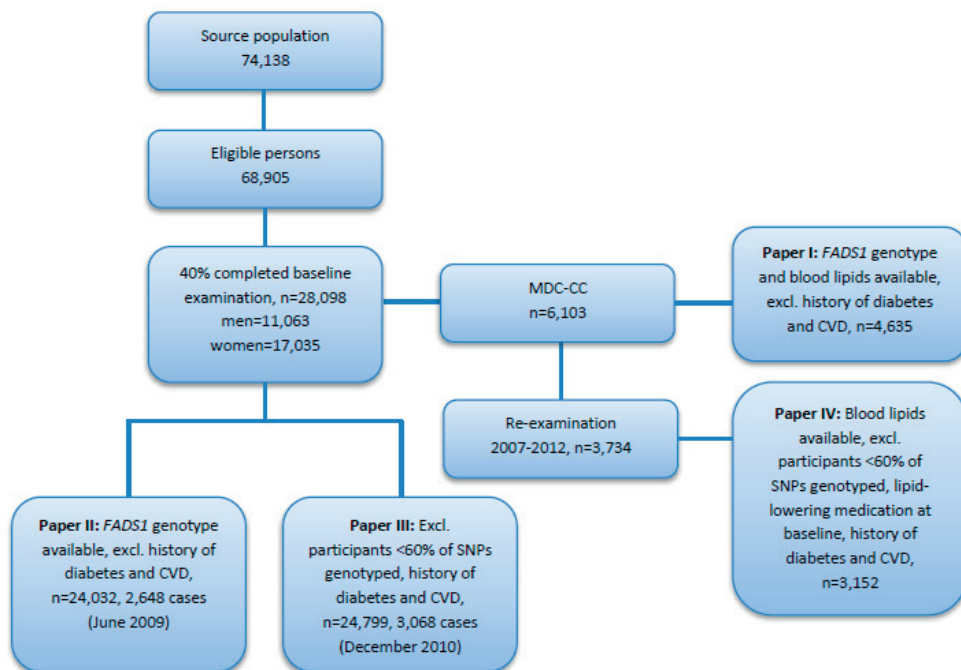 Source population
74,138
Eligible persons
68,905
40% completed baseline
examination, n=28,098
men=11,063
women=17,035
MDC-CC
n=6,103
Paper I: FADS1 genotype
and blood lipids available,
excl. history of diabetes
and CVD, n=4,635
Re-examination
2007-2012, n=3,734
Paper IV: Blood lipids
available, excl.
participants <60% of
SNPs genotyped, lipid-
lowering medication at
baseline, history of
diabetes and CVD,
n=3,152
Paper II: FADS1 genotype
available, excl. history of
diabetes and CVD,
n=24,032, 2,648 cases
(June 2009)
Paper III: Excl.
participants <60% of SNPs
genotyped, history of
diabetes and CVD,
n=24,799, 3,068 cases
(December 2010)